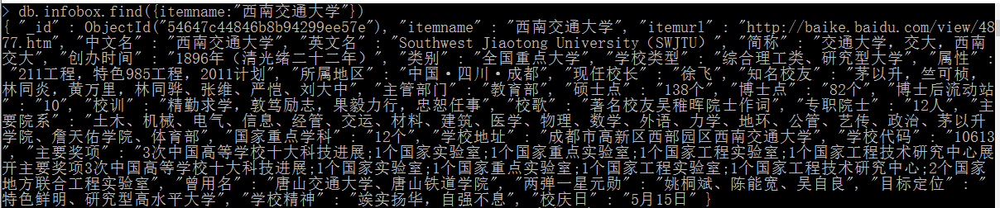 > db.infobox.find({itemname:"西南交通大学"})
{ "_id" : ObjectId("54647c44846b8b94299ee57e"), "itemname" : "西南交通大学", "itemurl" : "http://baike.baidu.com/view/48
77.htm", "中文名" : "西南交通大学", "英文名" : "Southwest Jiaotong University（SWJTU）", "简称" : "交通大学，交大，西南
交大", "创办时间" : "1896年（清光绪二十二年）", "类别" : "全国重点大学", "学校类型" : "综合理工类、研究型大学", "属性" :
"211工程，特色985工程，2011计划", "所属地区" : "中国·四川·成都", "现任校长" : "徐飞", "知名校友" : "茅以升，竺可桢，
林同炎，黄万里，林同骅、张维、严恺、刘大中", "主管部门" : "教育部", "硕士点" : "138个", "博士点" : "82个", "博士后流动站"
: "10", "校训" : "精勤求学，敦笃励志，果毅力行，忠恕任事", "校歌" : "著名校友吴稚晖院士作词", "专职院士" : "12人", "主
要院系" : "土木、机械、电气、信息、经管、交运、材料、建筑、医学、物理、数学、外语、力学、地环、公管、艺传、政治、茅以升
学院、詹天佑学院、体育部", "国家重点学科" : "12个", "学校地址" : "成都市高新区西部园区西南交通大学", "学校代码" : "10613"
, "主要奖项" : "3次中国高等学校十大科技进展;1个国家实验室;1个国家重点实验室;1个国家工程实验室;1个国家工程技术研究中心展
开主要奖项3次中国高等学校十大科技进展;1个国家实验室;1个国家重点实验室;1个国家工程实验室;1个国家工程技术研究中心;2个国家
地方联合工程实验室", "曾用名" : "唐山交通大学、唐山铁道学院", "两弹一星元勋" : "姚桐斌、陈能宽、吴自良", "目标定位" :
"特色鲜明、研究型高水平大学", "学校精神" : "竢实扬华，自强不息", "校庆日" : "5月15日" }